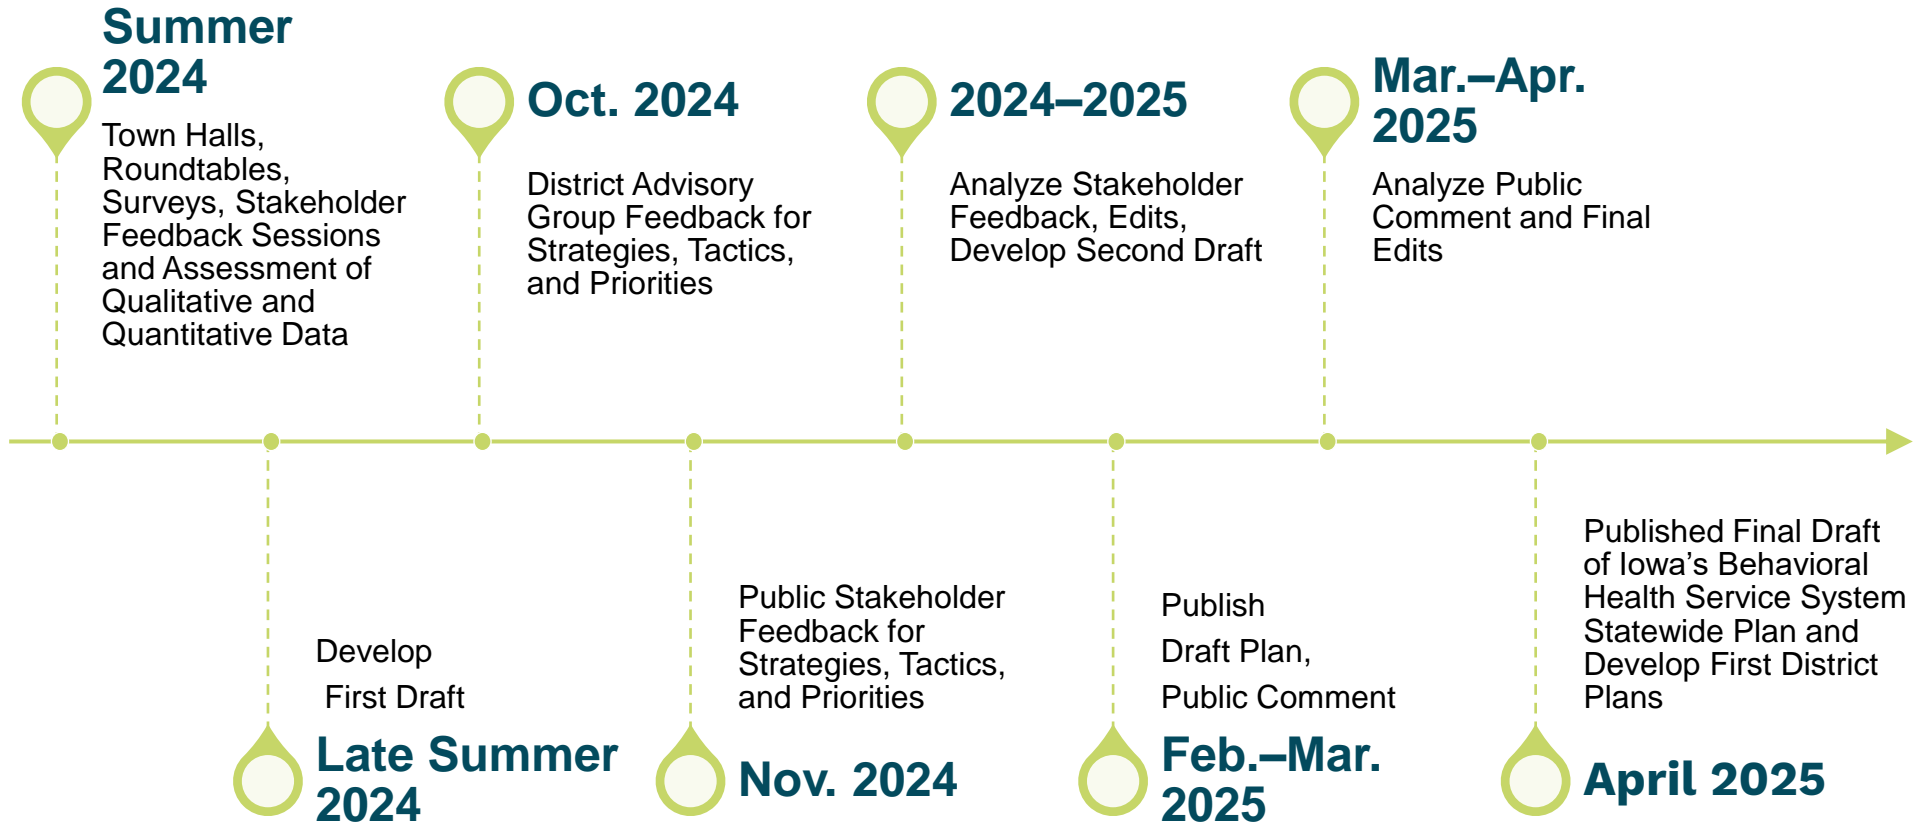 Summer
2024
Town Halls,
Roundtables,
Surveys, Stakeholder
Feedback Sessions
and Assessment of
Qualitative and
Quantitative Data
Develop
First Draft
Late Summer
2024
Oct. 2024
District Advisory
Group Feedback for
Strategies, Tactics,
and Priorities
Public Stakeholder
Feedback for
Strategies, Tactics,
and Priorities
Nov. 2024
2024–2025
Analyze Stakeholder
Feedback, Edits,
Develop Second Draft
Publish
Draft Plan,
Public Comment
Feb.–Mar.
2025
Mar.–Apr.
2025
Analyze Public
Comment and Final
Edits
Published Final Draft
of Iowa’s Behavioral
Health Service System
Statewide Plan and
Develop First District
Plans
April 2025